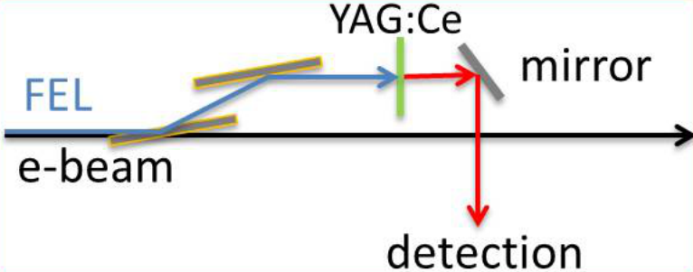 YAG:Ce
mirror
FEL
e-beam
detection